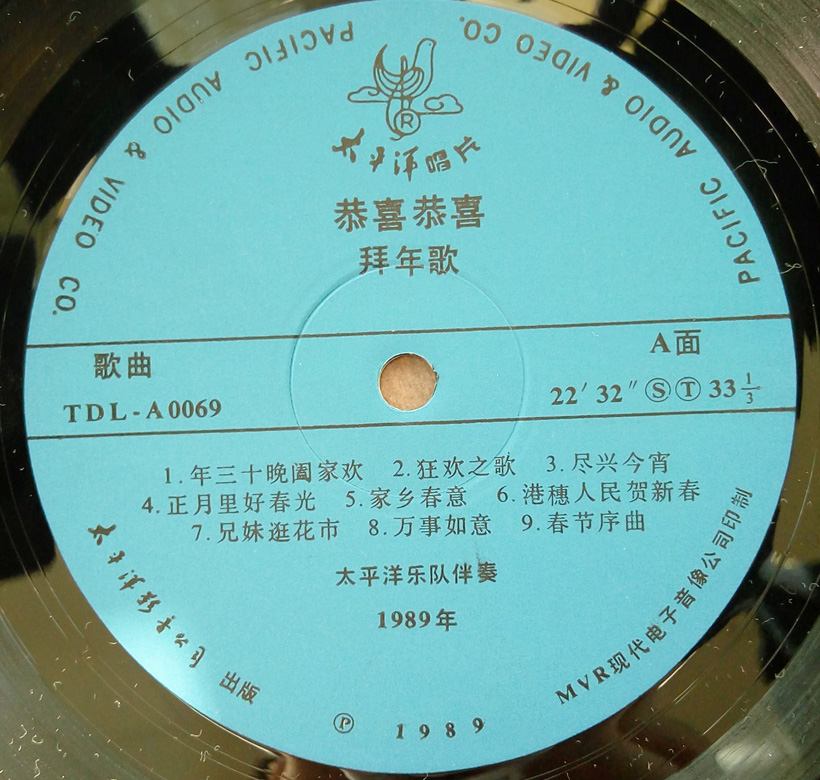 PACIFIC AUDIO & VIDEO CO.
PACIFIC AUDIO & VIDEO CO.
R
太平洋唱片
恭喜恭喜
拜年歌
歌曲
A面
TDL-A0069
22′32″ Ⓢ Ⓣ 33 1/3
1.年三十晚阖家欢 2.狂欢之歌 3.尽兴今宵
4.正月里好春光 5.家乡春意 6.港穗人民贺新春
7.兄妹逛花市 8.万事如意 9.春节序曲
太平洋乐队伴奏
1989年
太平洋影音公司 出版
MVR现代电子音像公司印制
Ⓟ 1989